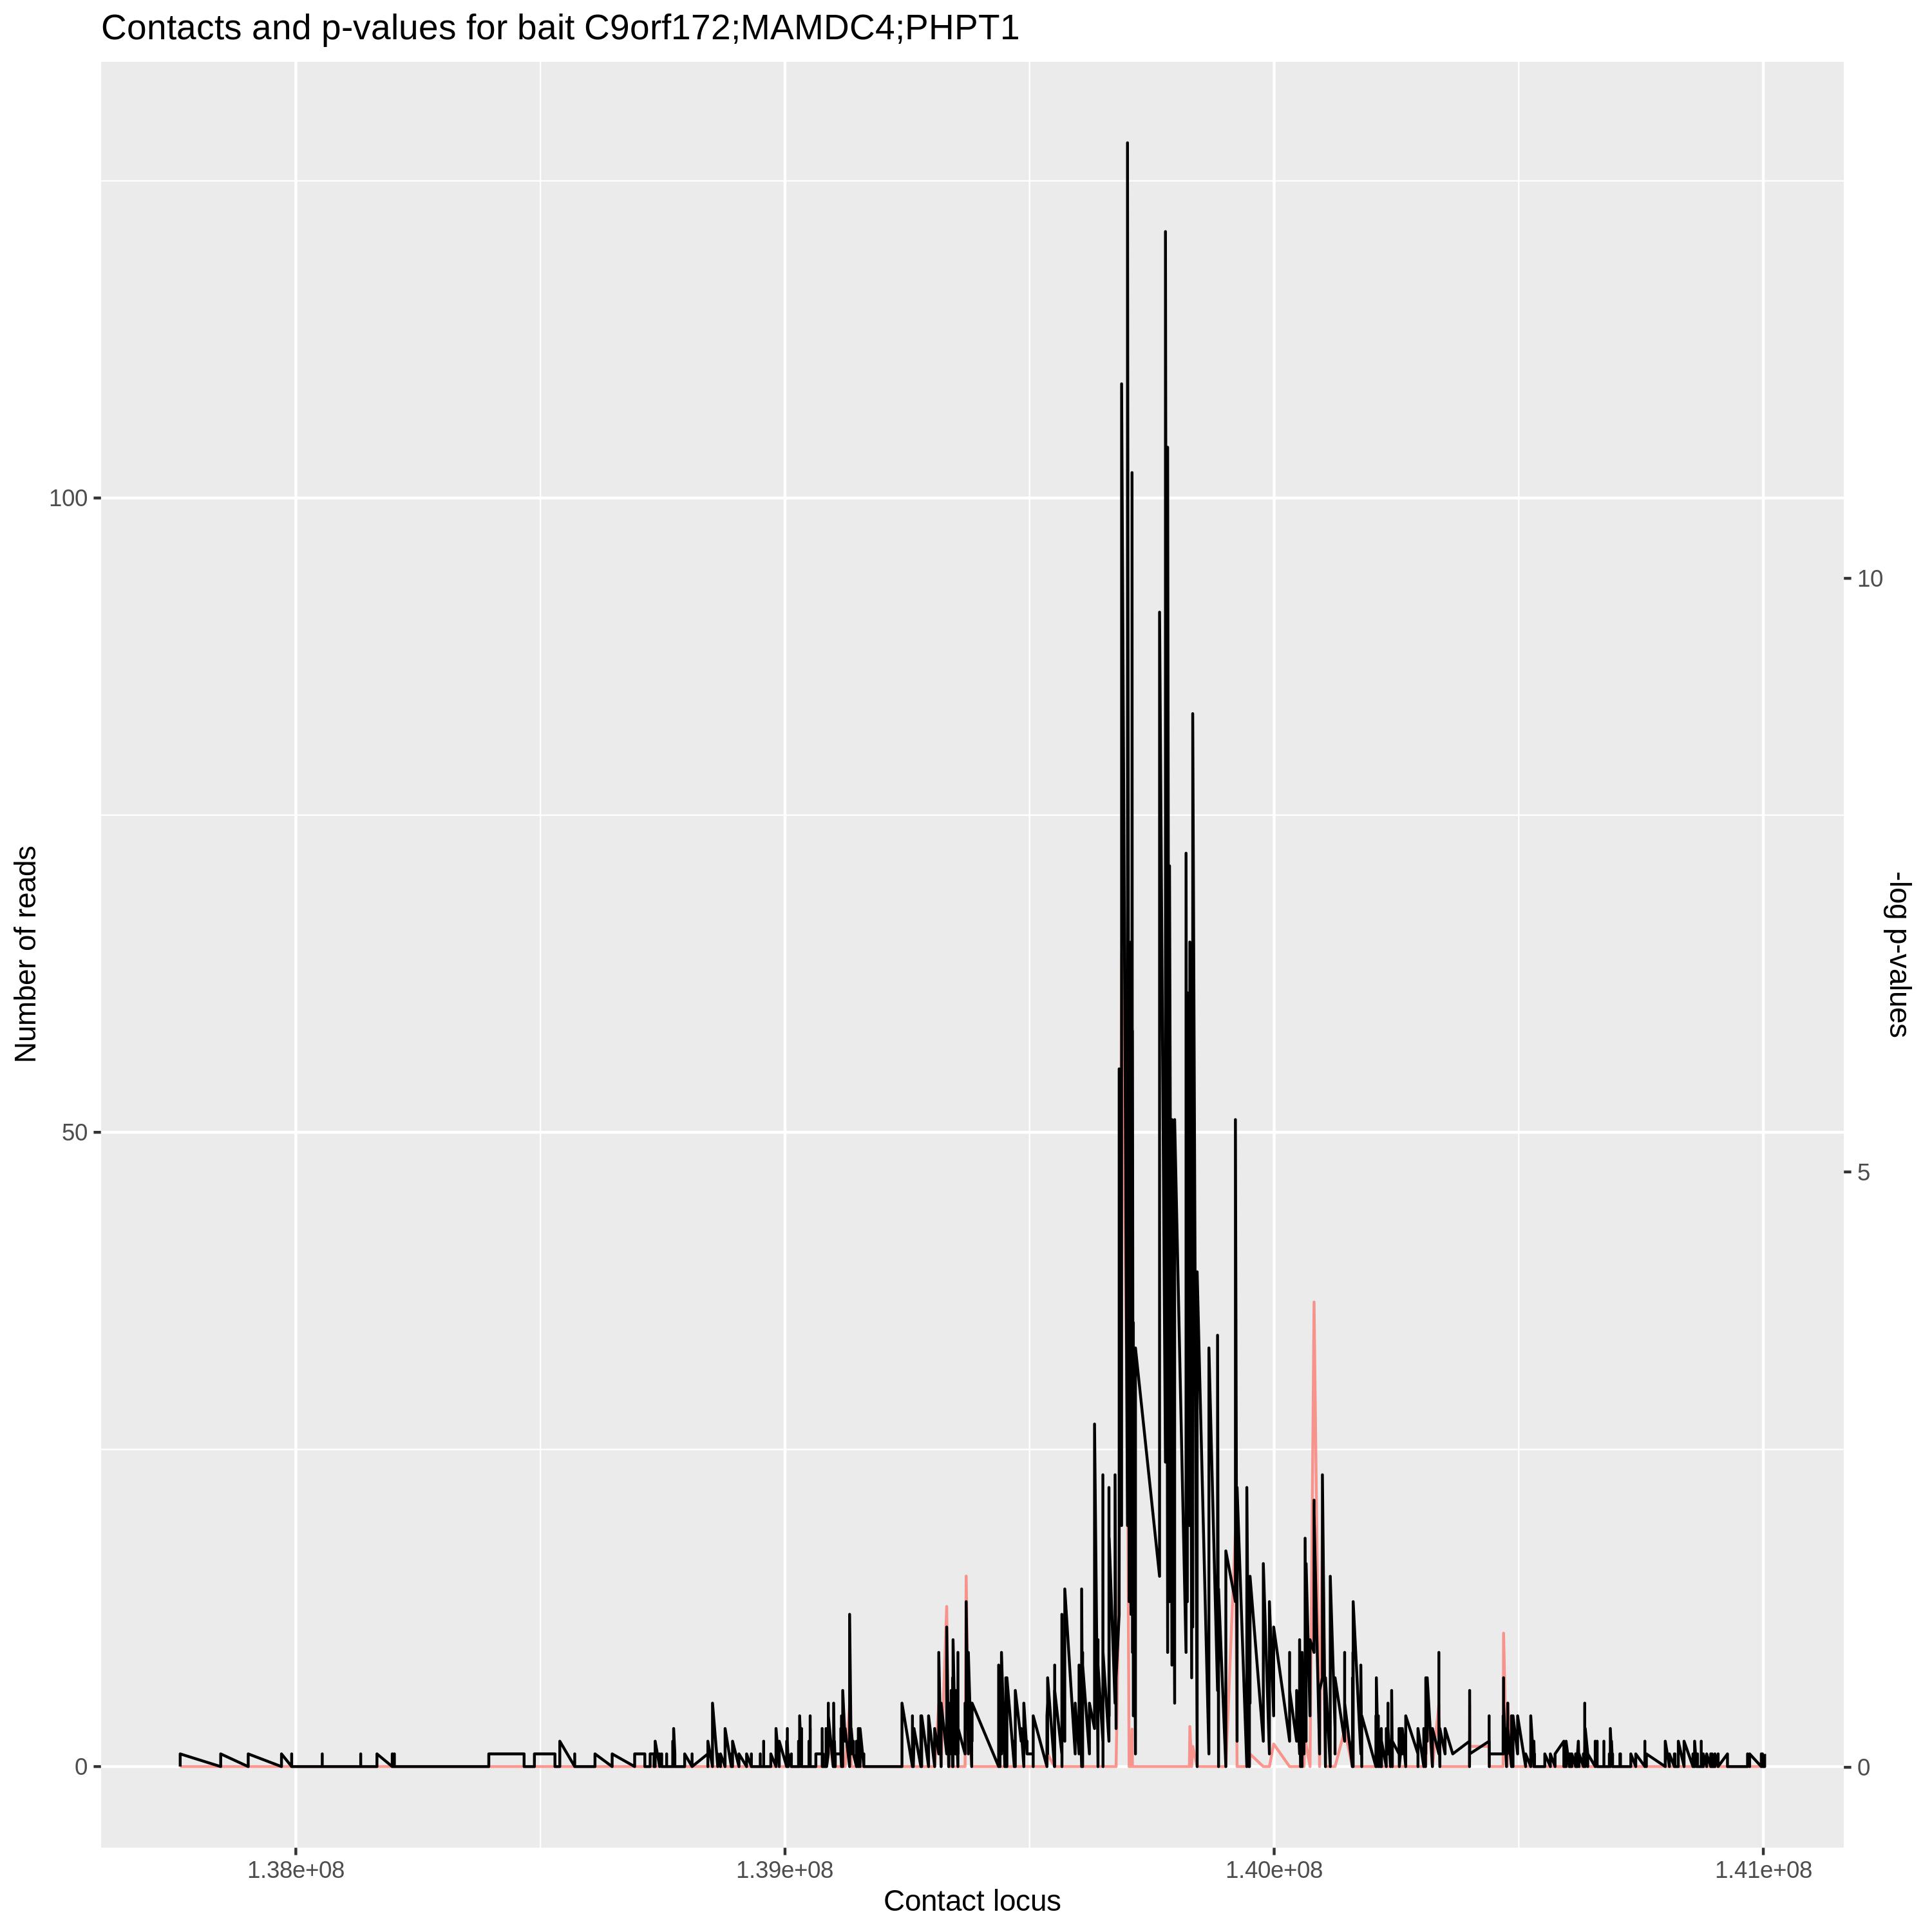 Contacts and p-values for bait C9orf172;MAMDC4;PHPT1
Number of reads
100
50
0
10
5
0
-log p-values
1.38e+08
1.39e+08
1.40e+08
1.41e+08
Contact locus